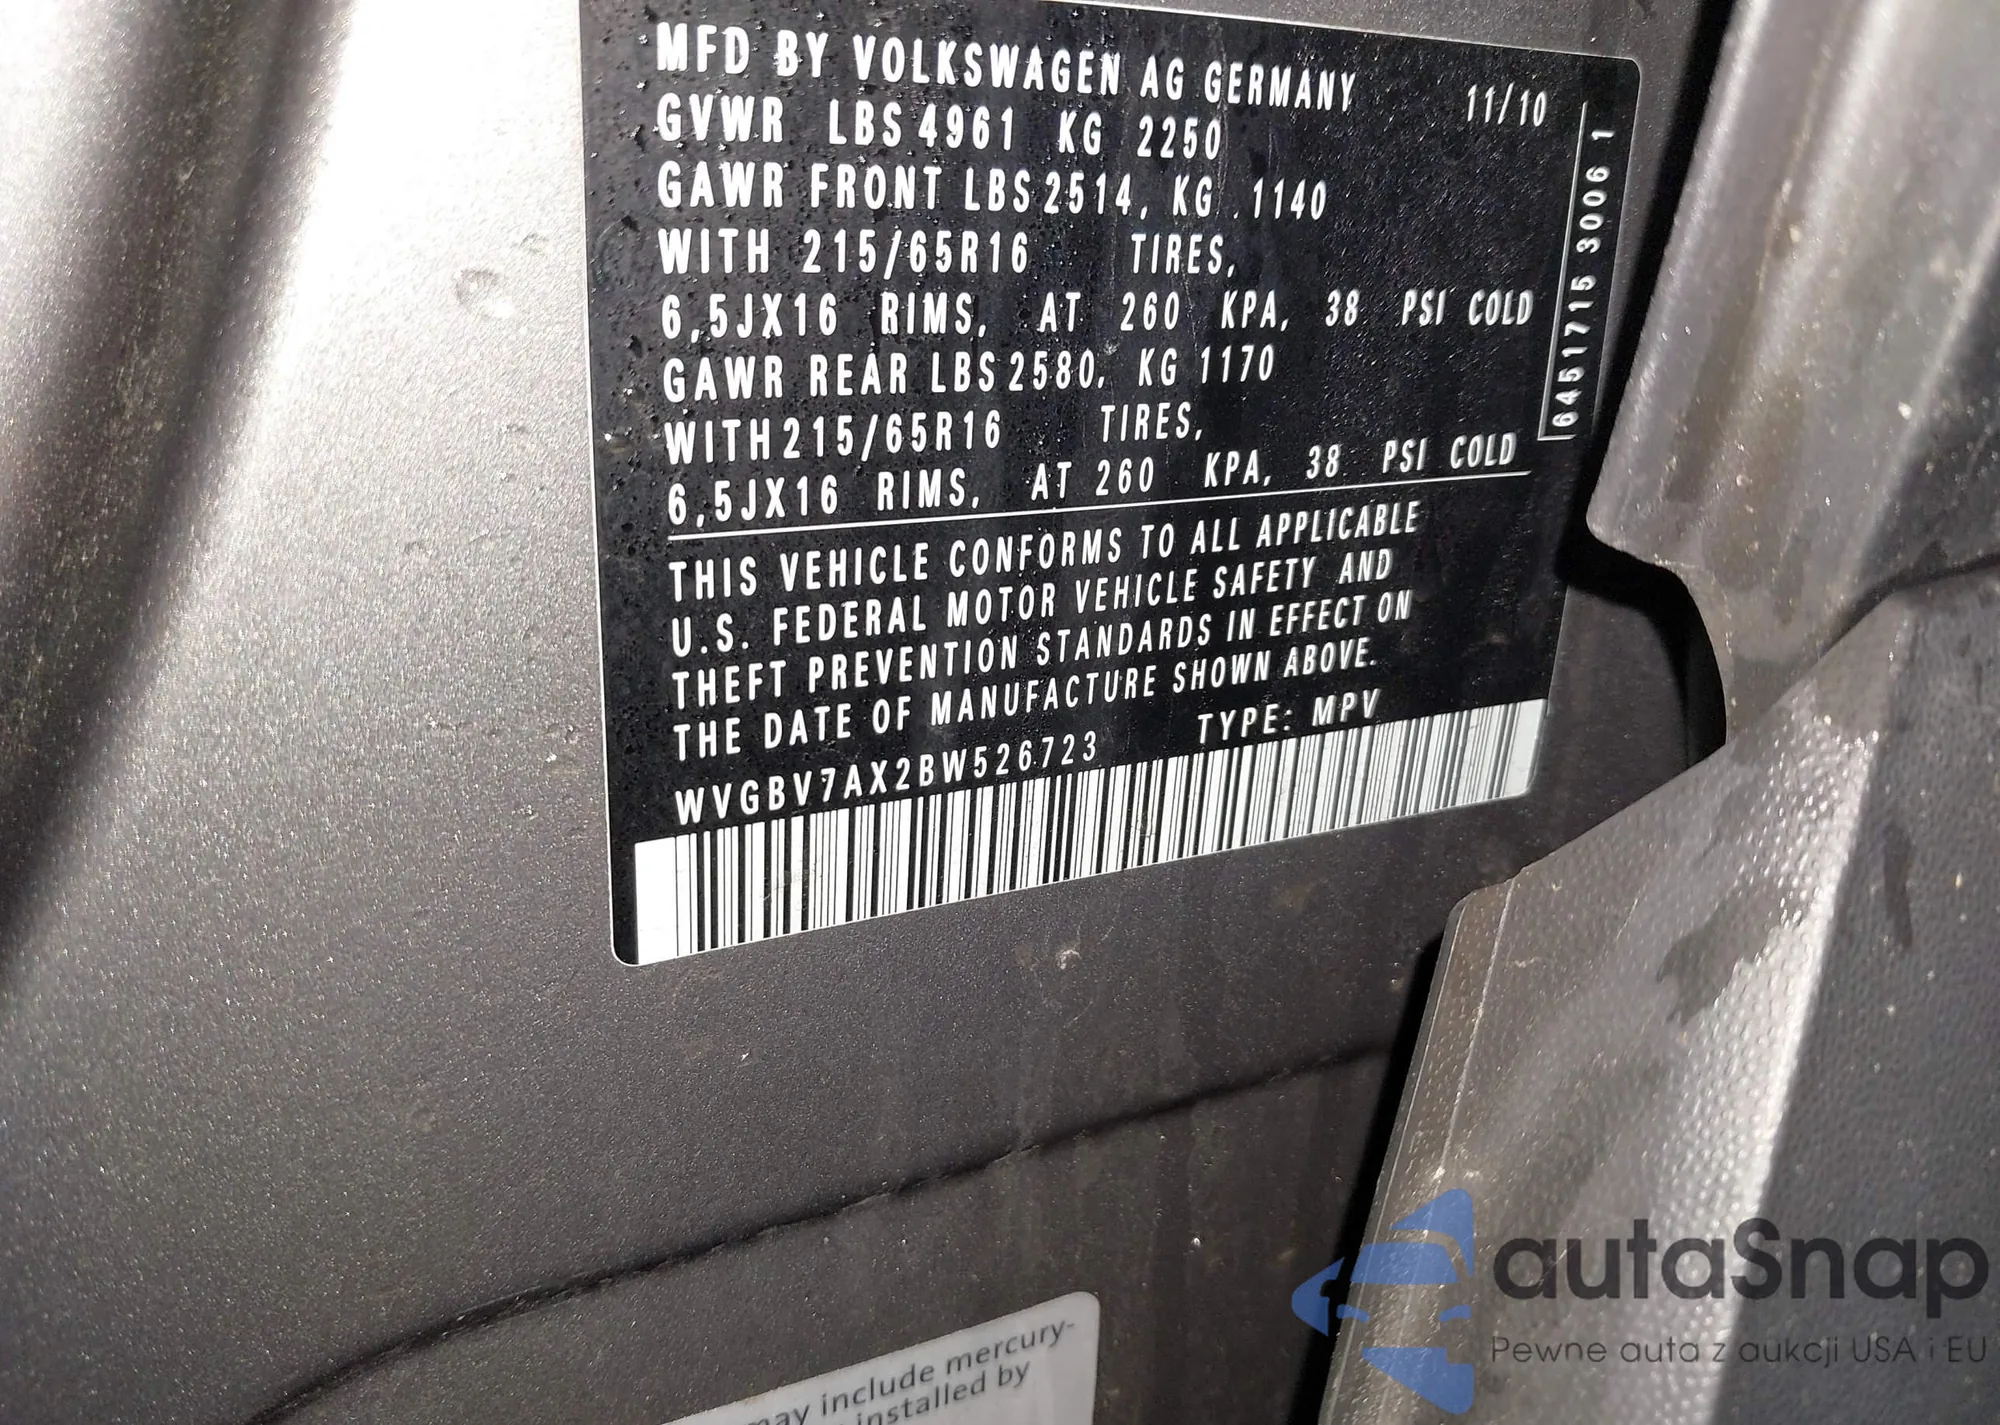 MFD BY VOLKSWAGEN AG GERMANY 11/10
GVWR LBS 4961 KG 2250
GAWR FRONT LBS 2514, KG 1140
WITH 215/65R16 TIRES,
6,5JX16 RIMS, AT 260 KPA, 38 PSI COLD
GAWR REAR LBS 2580, KG 1170
WITH 215/65R16 TIRES,
6,5JX16 RIMS, AT 260 KPA, 38 PSI COLD
6451715 3006 1
THIS VEHICLE CONFORMS TO ALL APPLICABLE
U.S. FEDERAL MOTOR VEHICLE SAFETY AND
THEFT PREVENTION STANDARDS IN EFFECT ON
THE DATE OF MANUFACTURE SHOWN ABOVE.
WVGBV7AX2BW526723 TYPE: MPV
may include mercury-
installed by
autaSnap
Pewne auta z aukcji USA i EU